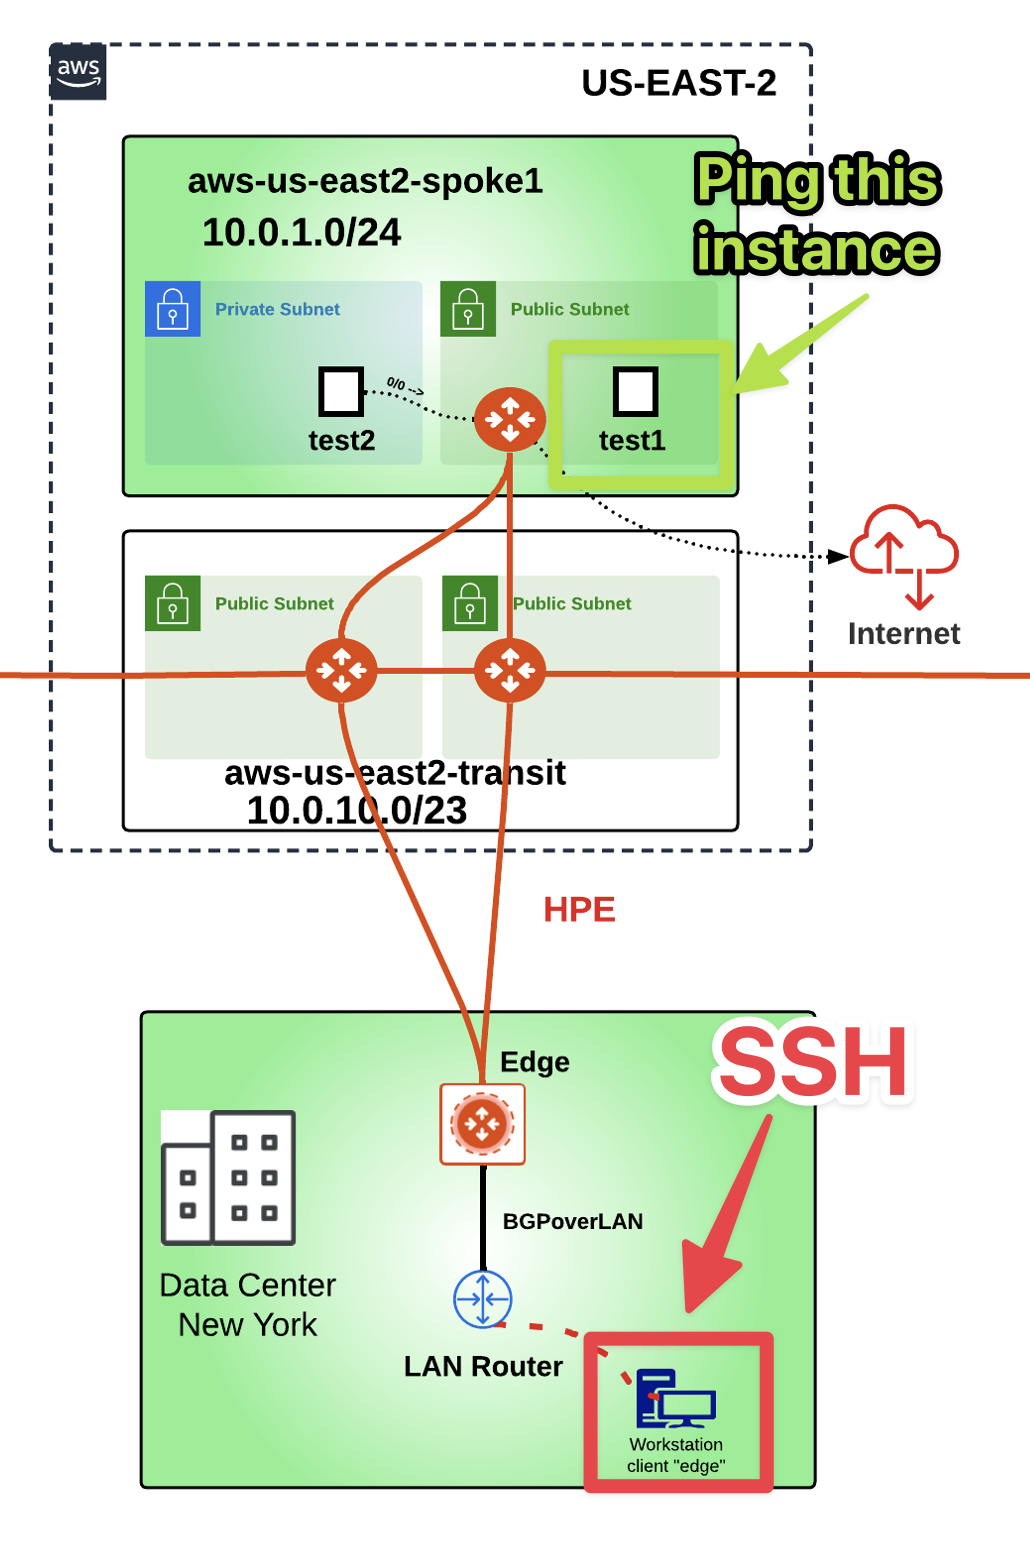 aws
US-EAST-2
aws-us-east2-spoke1
10.0.1.0/24
Ping this
instance
Private Subnet
Public Subnet
0/0 -->
test2
test1
Internet
Public Subnet
Public Subnet
aws-us-east2-transit
10.0.10.0/23
HPE
SSH
Edge
BGPoverLAN
Data Center
New York
LAN Router
Workstation
client "edge"